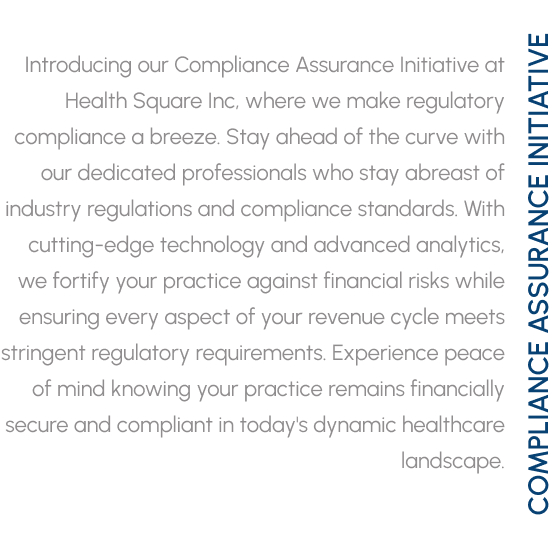 Introducing our Compliance Assurance Initiative at
Health Square Inc, where we make regulatory
compliance a breeze. Stay ahead of the curve with
our dedicated professionals who stay abreast of
industry regulations and compliance standards. With
cutting-edge technology and advanced analytics,
we fortify your practice against financial risks while
ensuring every aspect of your revenue cycle meets
stringent regulatory requirements. Experience peace
of mind knowing your practice remains financially
secure and compliant in today's dynamic healthcare
landscape.
COMPLIANCE ASSURANCE INITIATIVE